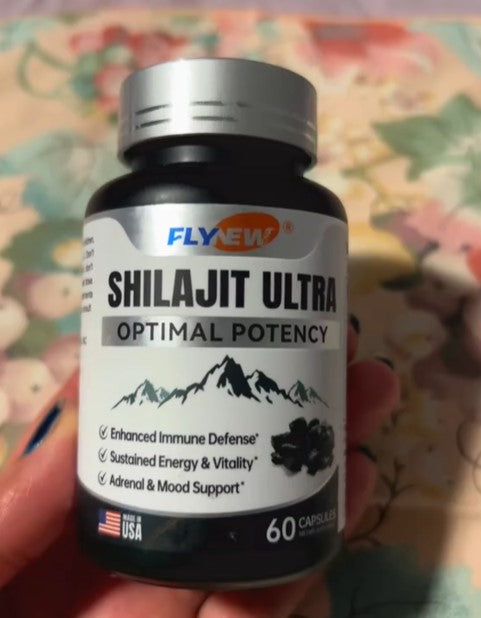 FLYNEW®
SHILAJIT ULTRA
OPTIMAL POTENCY
Enhanced Immune Defense*
Sustained Energy & Vitality*
Adrenal & Mood Support*
MADE IN
USA
60 CAPSULES